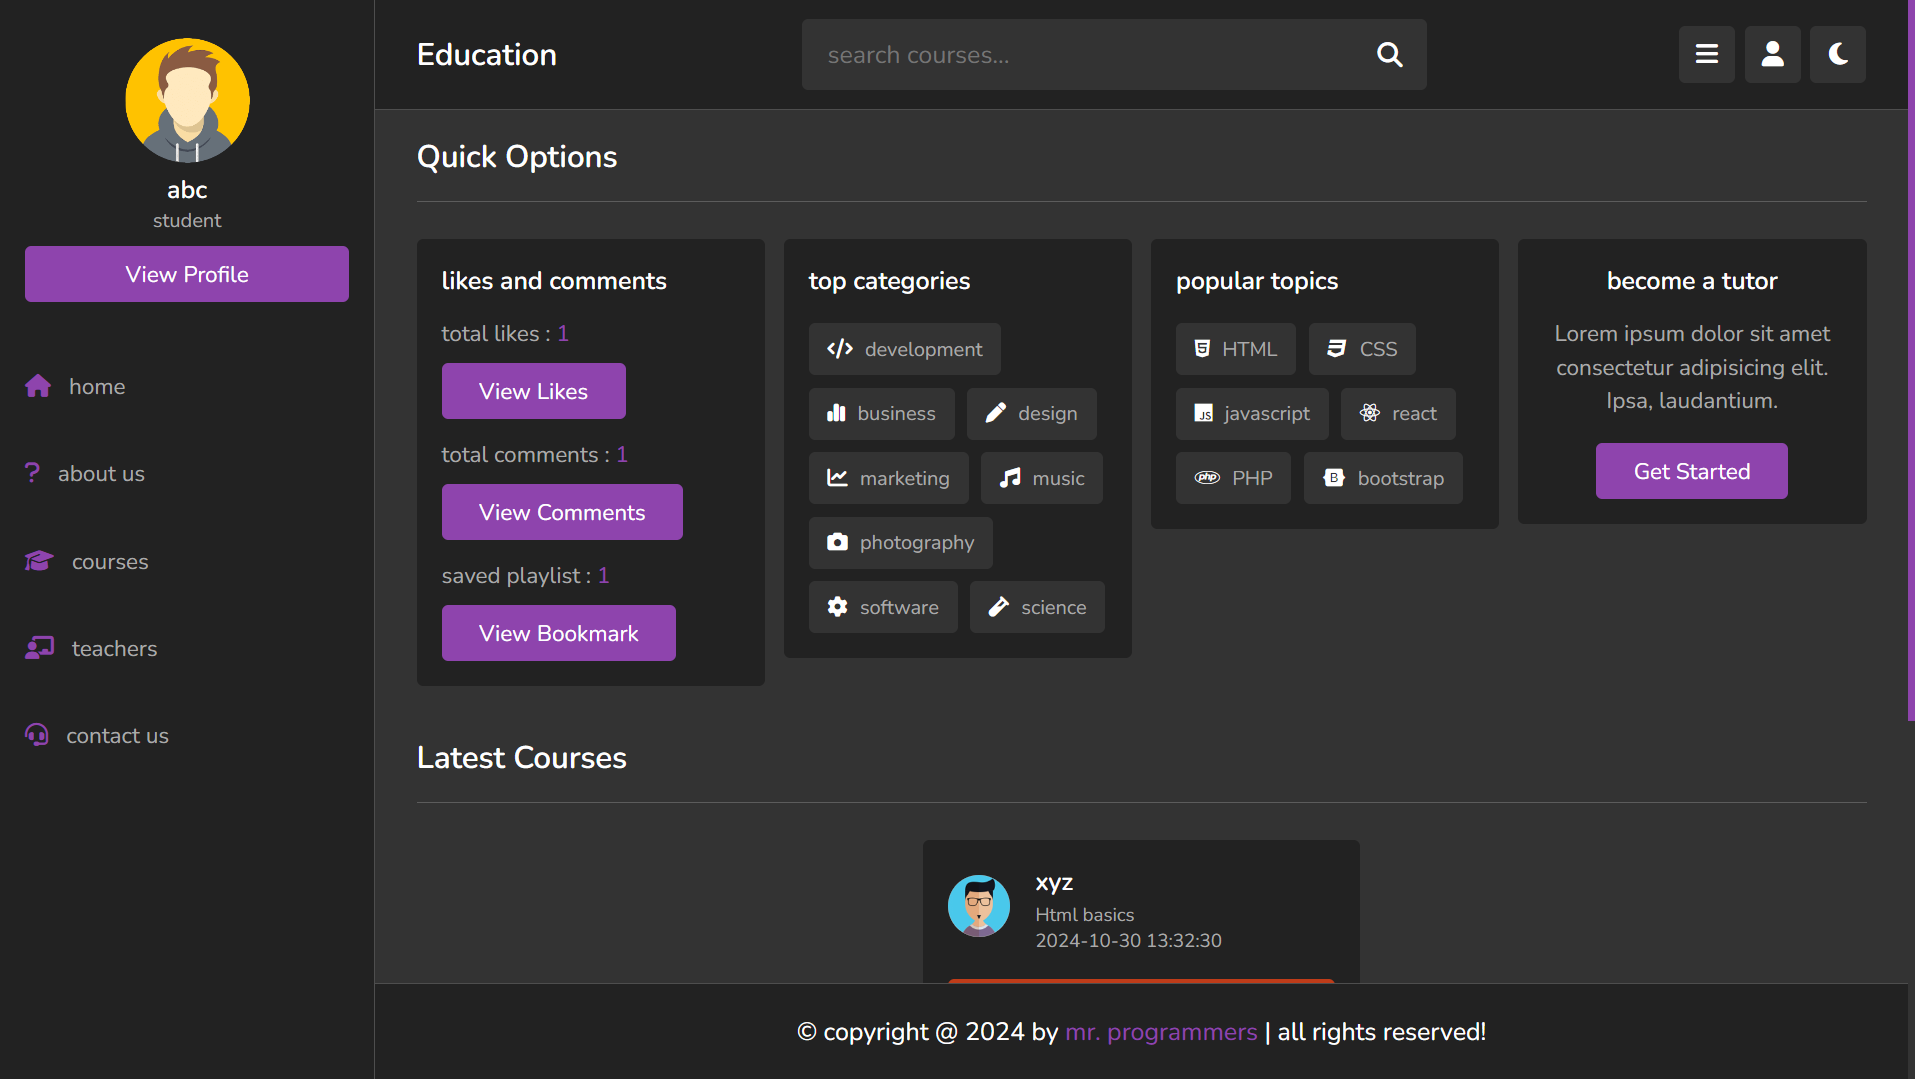 abc
student
View Profile
home
about us
courses
teachers
contact us
Education
search courses...
Quick Options
likes and comments
total likes : 1
View Likes
total comments : 1
View Comments
saved playlist : 1
View Bookmark
top categories
development
business design
marketing music
photography
software science
popular topics
HTML CSS
JS javascript react
php PHP B bootstrap
become a tutor
Lorem ipsum dolor sit amet
consectetur adipisicing elit.
Ipsa, laudantium.
Get Started
Latest Courses
xyz
Html basics
2024-10-30 13:32:30
© copyright @ 2024 by mr. programmers | all rights reserved!